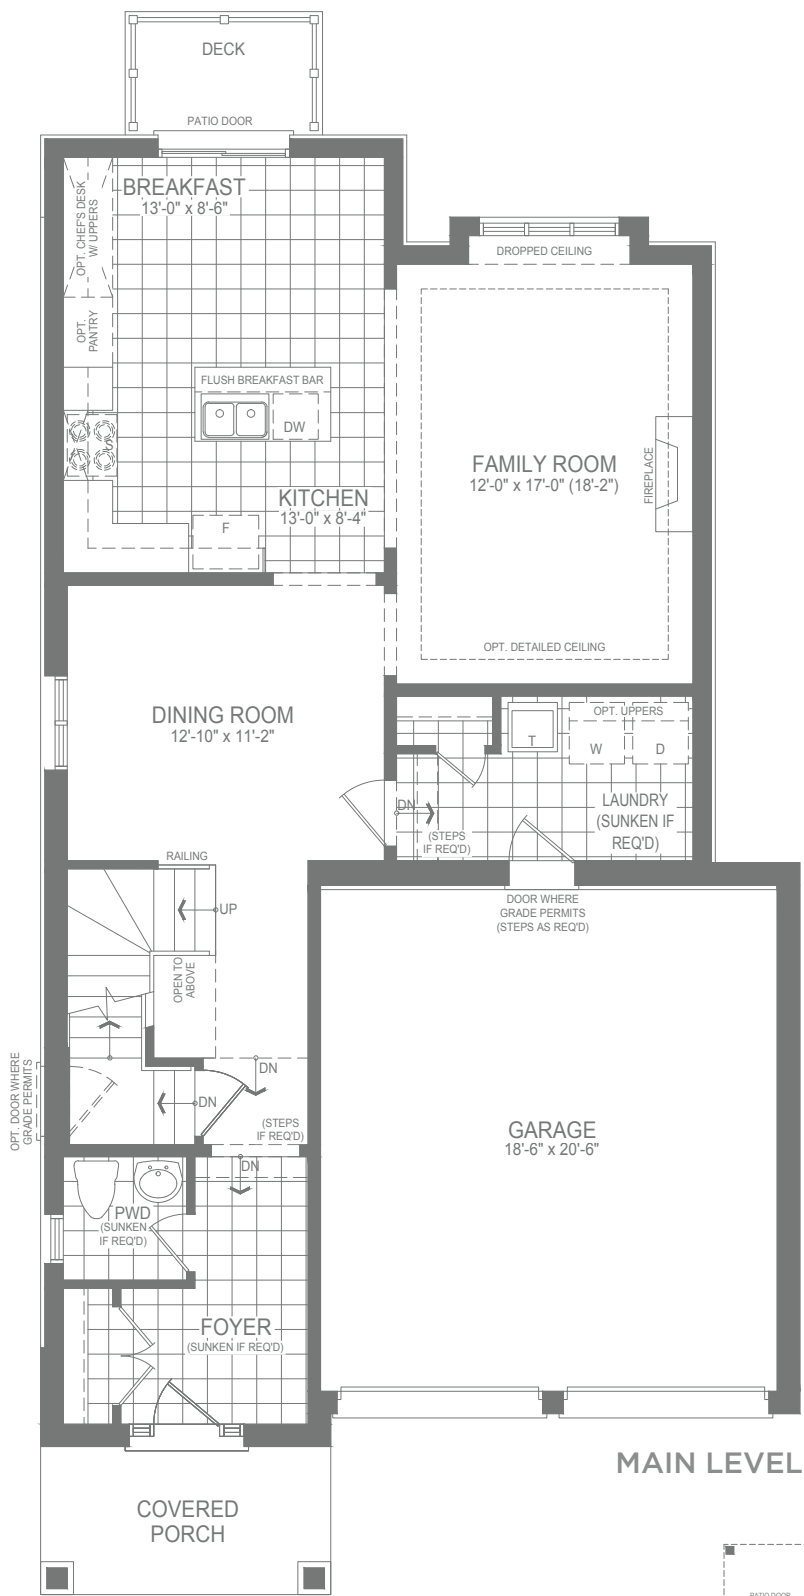 DECK
PATIO DOOR
BREAKFAST
13'-0" x 8'-6"
OPT. CHEF'S DESK
W/ UPPERS
OPT.
PANTRY
DROPPED CEILING
FLUSH BREAKFAST BAR
DW
S
FAMILY ROOM
12'-0" x 17'-0" (18'-2")
FIREPLACE
KITCHEN
13'-0" x 8'-4"
F
OPT. DETAILED CEILING
DINING ROOM
12'-10" x 11'-2"
OPT. UPPERS
T
W
D
LAUNDRY
(SUNKEN IF
REQ'D)
DN
(STEPS
IF REQ'D)
RAILING
UP
DOOR WHERE
GRADE PERMITS
(STEPS AS REQ'D)
OPEN TO
ABOVE
OPT. DOOR WHERE
GRADE PERMITS
DN
DN
(STEPS
IF REQ'D)
GARAGE
18'-6" x 20'-6"
DN
PWD
(SUNKEN
IF REQ'D)
FOYER
(SUNKEN IF REQ'D)
MAIN LEVEL
COVERED
PORCH
PATIO DOOR